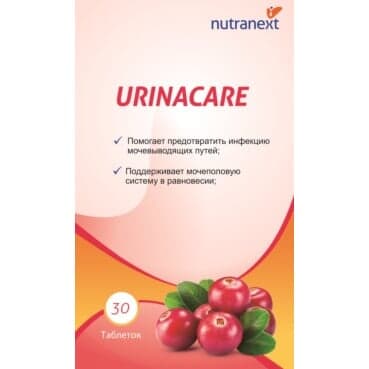 nutranext
URINACARE
✓ Помогает предотвратить инфекцию
мочевыводящих путей;
✓ Поддерживает мочеполовую
систему в равновесии;
30
Таблеток